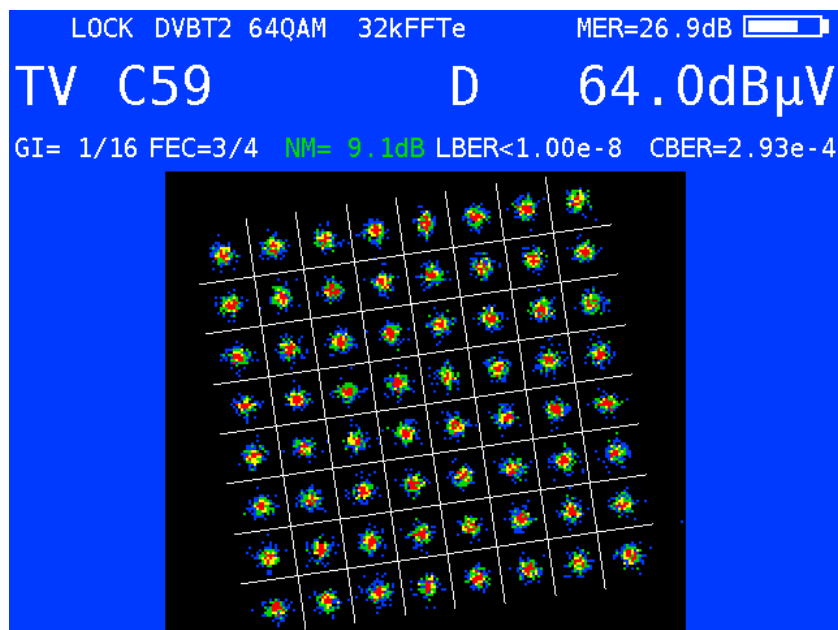 LOCK DVBT2 64QAM 32kFFTe MER=26.9dB
TV C59 D 64.0dBµV
GI= 1/16 FEC=3/4 NM= 9.1dB LBER<1.00e-8 CBER=2.93e-4